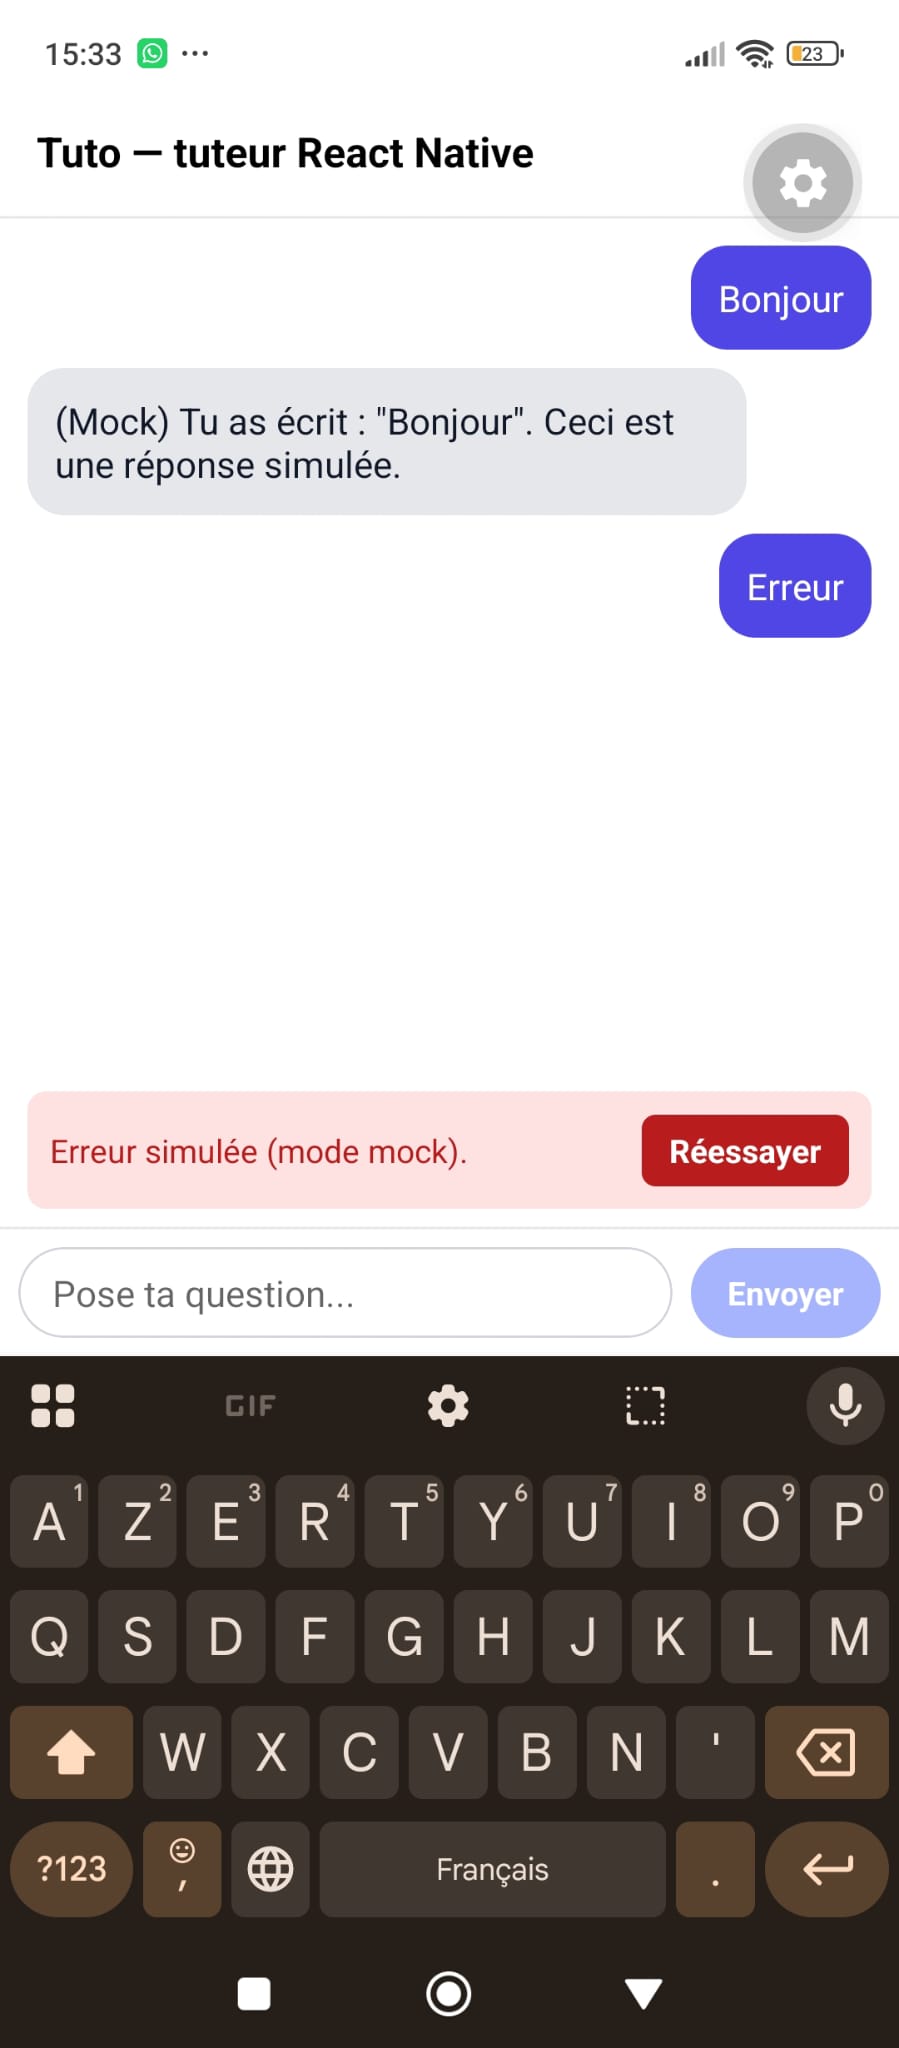 15:33
23
Tuto — tuteur React Native
Bonjour
(Mock) Tu as écrit : "Bonjour". Ceci est
une réponse simulée.
Erreur
Erreur simulée (mode mock).
Réessayer
Pose ta question...
Envoyer
GIF
A 1 Z 2 E 3 R 4 T 5 Y 6 U 7 I 8 O 9 P 0
Q S D F G H J K L M
W X C V B N '
?123 , Français .